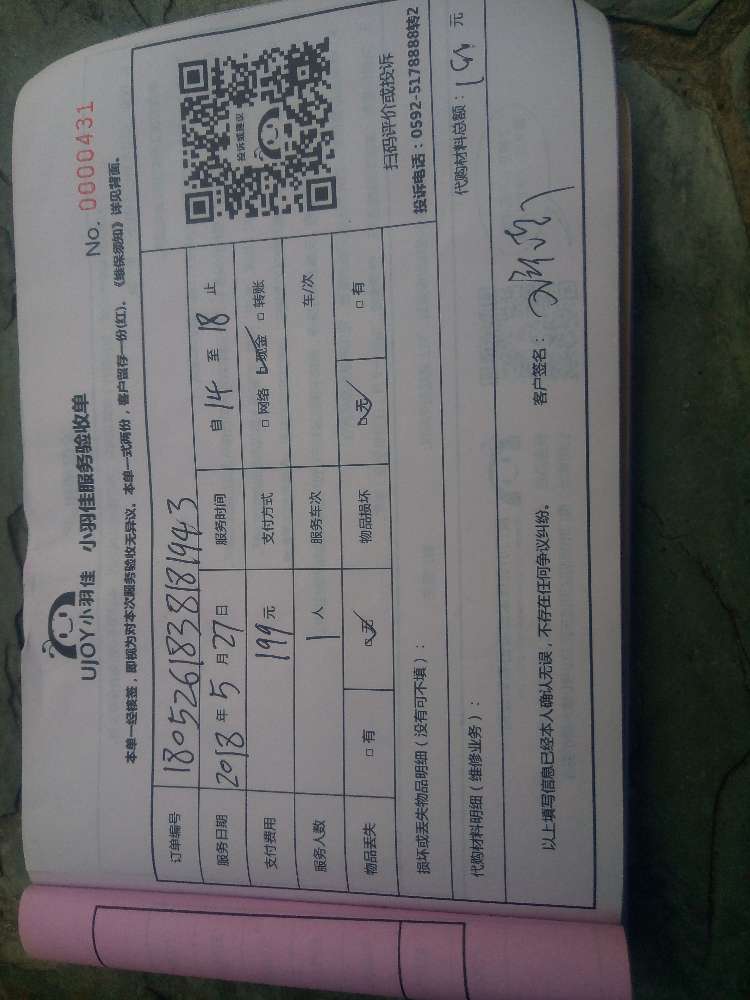 UJOY小羽佳 小羽佳服务验收单
No. 0000431
本单一经核签，即视为对本次服务验收无异议。本单一式两份，客户留存一份(红)。《维保须知》详见背面。
订单编号 180526183818194943
服务日期 2018 年 5 月 27 日 服务时间 自 14 至 18 止
支付费用 199 元 支付方式 □ 网络 □ 现金 □ 转账
服务人数 1 人 服务车次 车/次
物品丢失 □ 有 □ 无 物品损坏 □ 无 □ 有
投诉或建议
扫码评价或投诉
投诉电话：0592-5178888转2
损坏或丢失物品明细（没有可不填）：
代购材料明细（维修业务）： 代购材料总额： 元
以上填写信息已经本人确认无误，不存在任何争议纠纷。 客户签名：